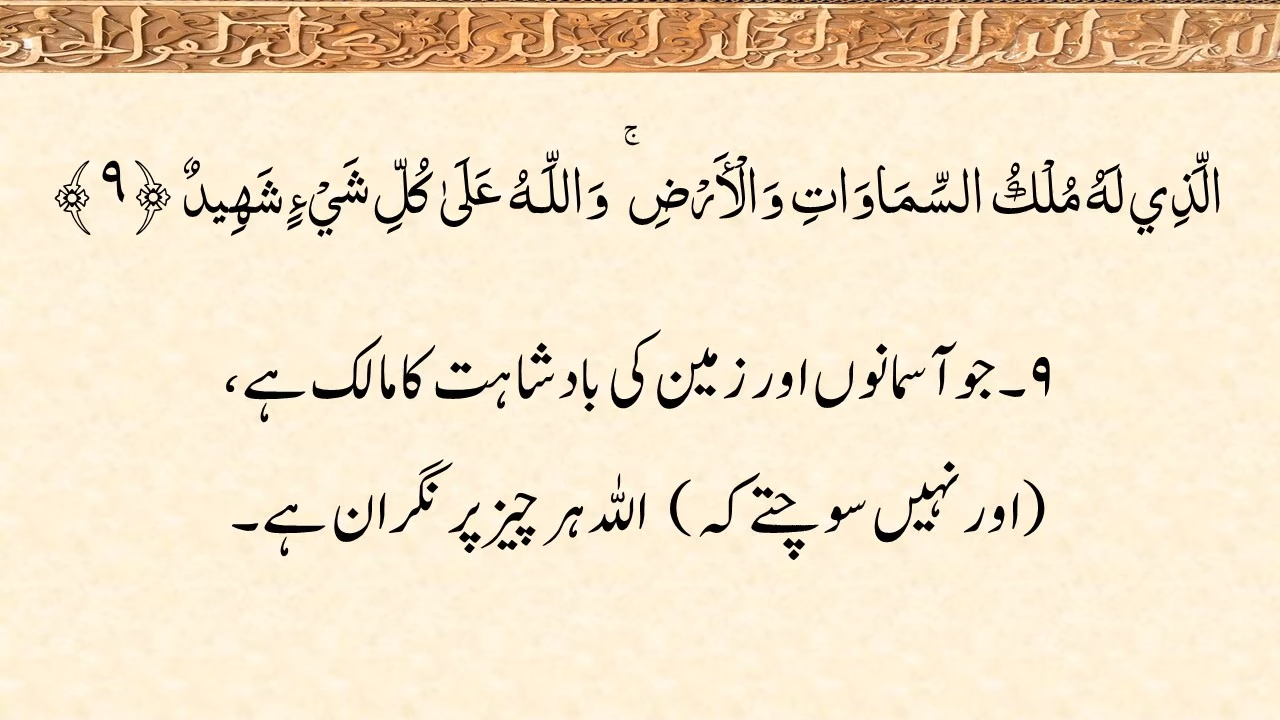 الَّذِي لَهُ مُلْكُ السَّمَاوَاتِ وَالْأَرْضِ ۚ وَاللَّهُ عَلَىٰ كُلِّ شَيْءٍ شَهِيدٌ ﴿٩﴾
٩۔ جو آسمانوں اور زمین کی بادشاہت کا مالک ہے،
(اور نہیں سوچتے کہ) اللہ ہر چیز پر نگران ہے۔